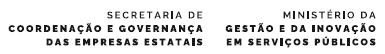 SECRETARIA DE
COORDENAÇÃO E GOVERNANÇA
DAS EMPRESAS ESTATAIS
MINISTÉRIO DA
GESTÃO E DA INOVAÇÃO
EM SERVIÇOS PÚBLICOS